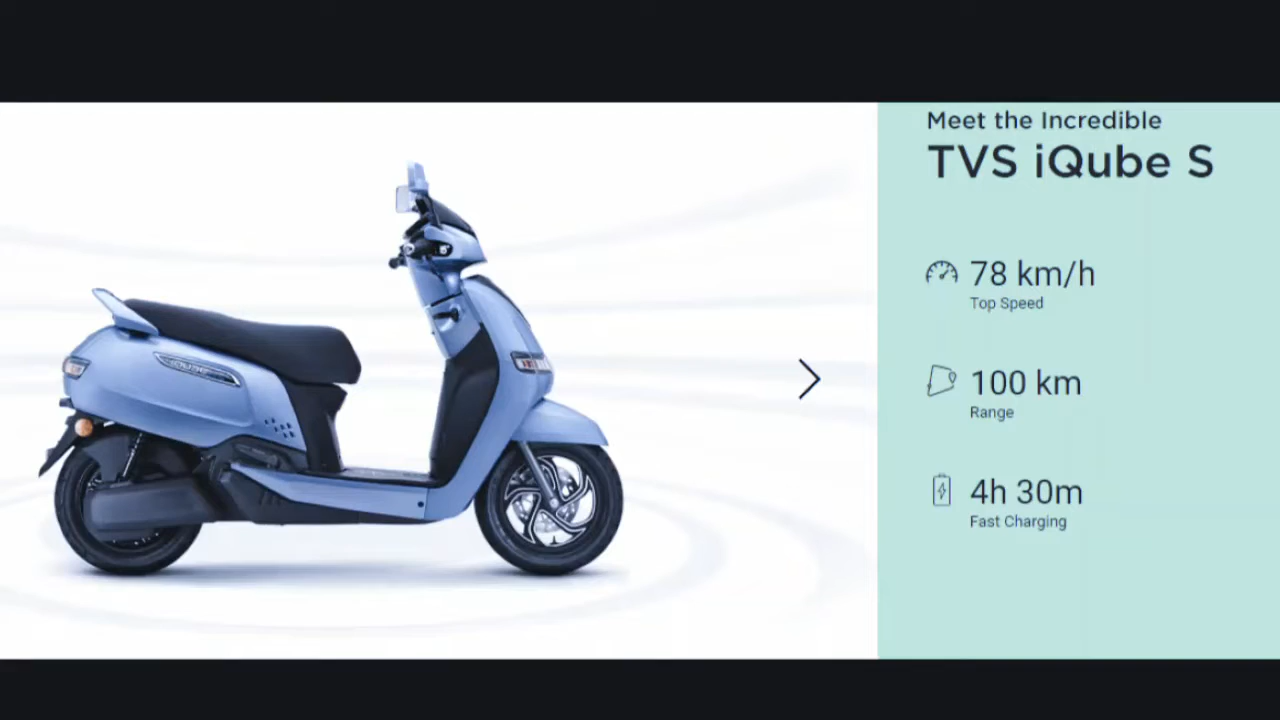 Meet the Incredible
TVS iQube S
78 km/h
Top Speed
100 km
Range
4h 30m
Fast Charging